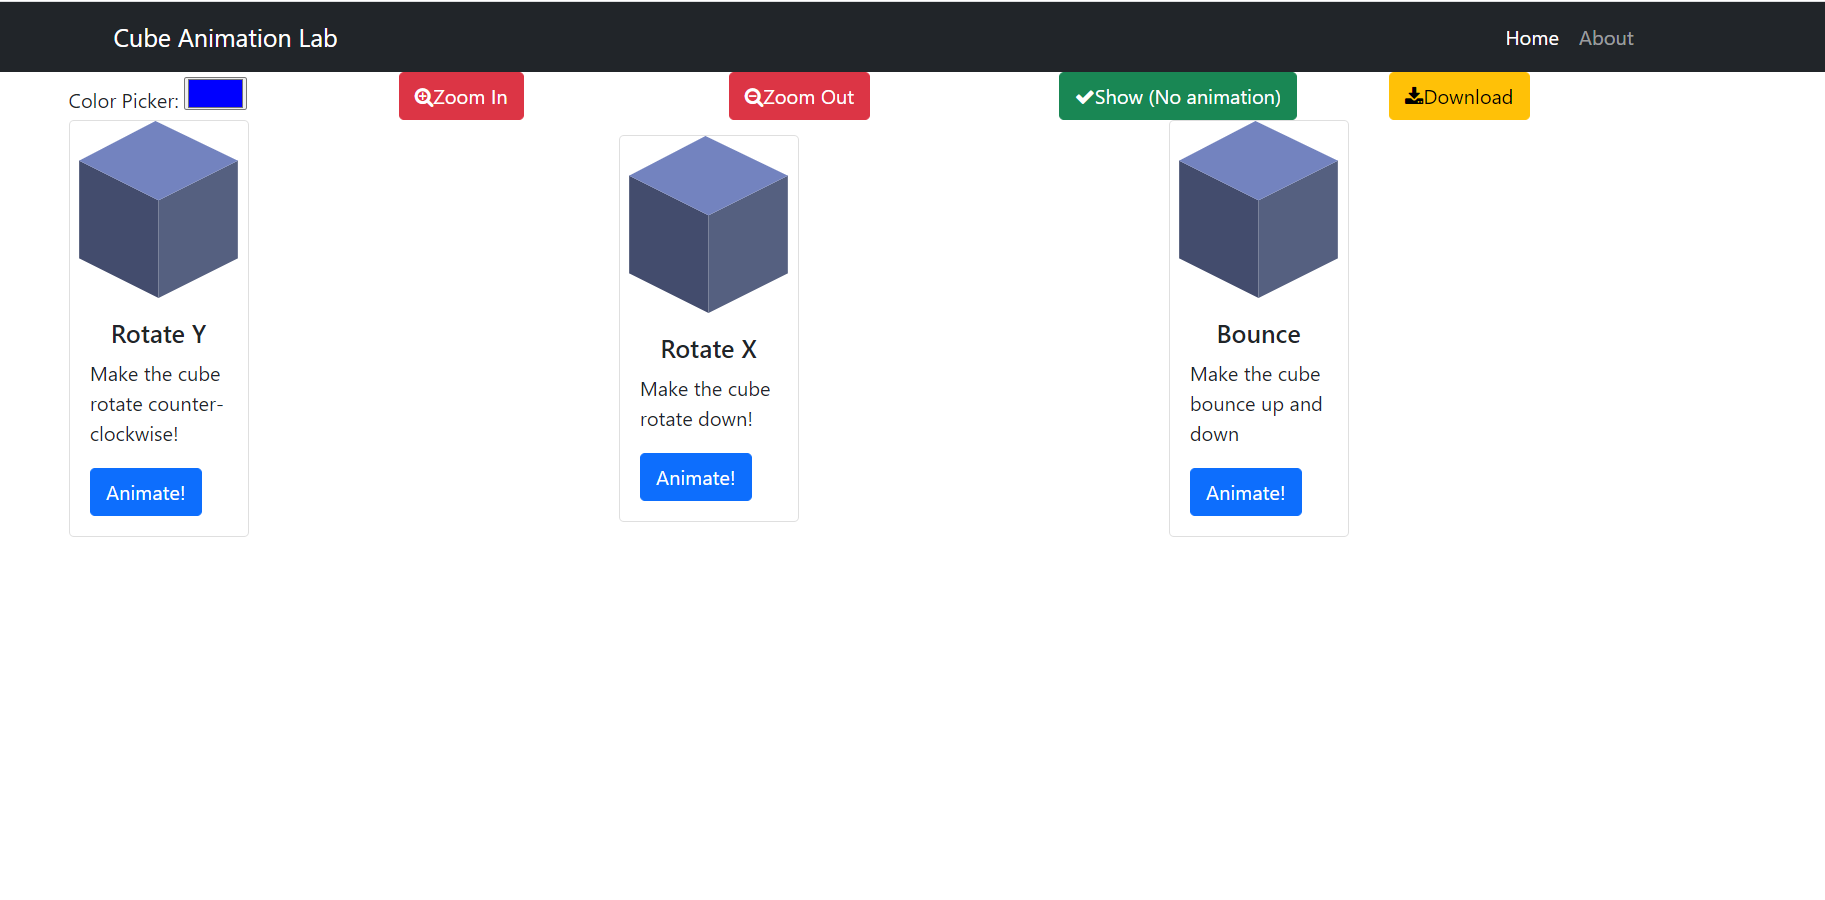 Cube Animation Lab
Home About
Color Picker:
Zoom In
Zoom Out
Show (No animation)
Download
Rotate Y
Make the cube
rotate counter-
clockwise!
Animate!
Rotate X
Make the cube
rotate down!
Animate!
Bounce
Make the cube
bounce up and
down
Animate!